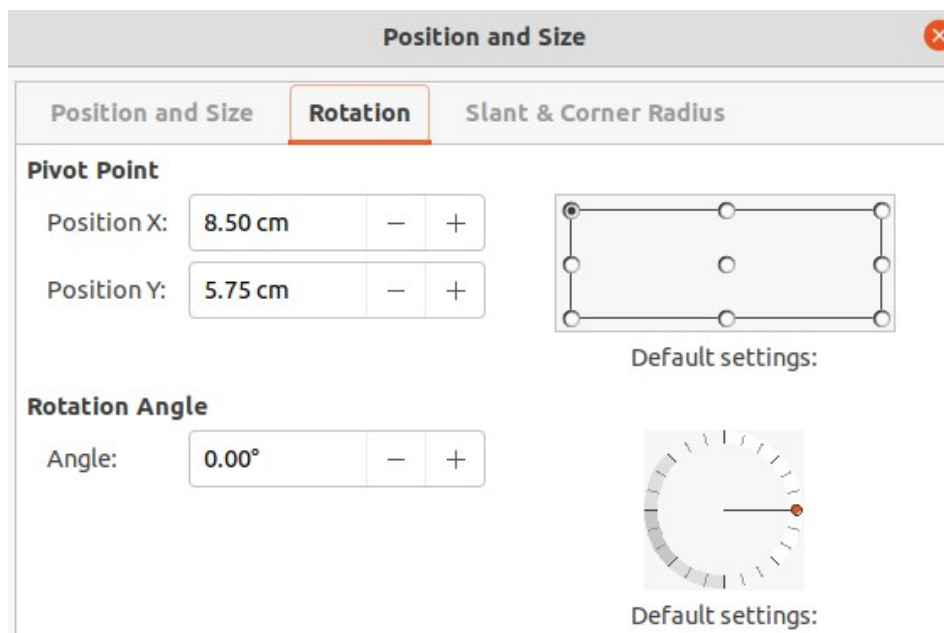 Position and Size
Position and Size Rotation Slant & Corner Radius
Pivot Point
Position X: 8.50 cm − +
Position Y: 5.75 cm − +
Default settings:
Rotation Angle
Angle: 0.00° − +
Default settings: